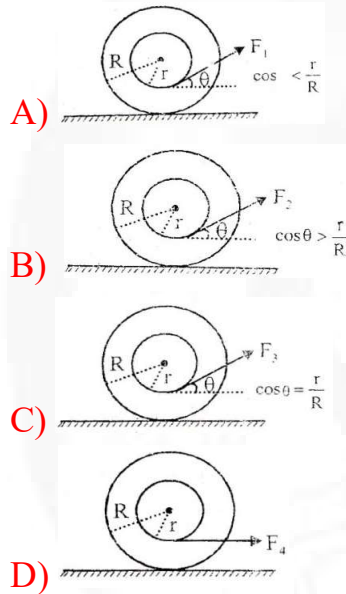 R r θ F₁ cos < r/R
A)
R r θ F₂ cosθ > r/R
B)
R r θ F₃ cosθ = r/R
C)
R r F₄
D)